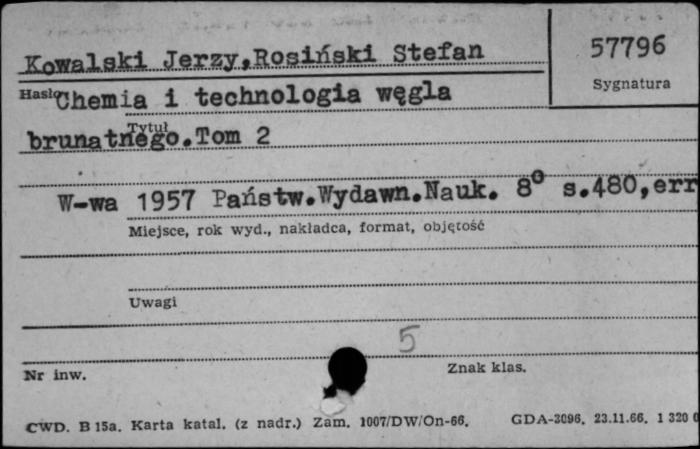 Kowalski Jerzy,Rosiński Stefan
57796
Sygnatura
Hasło
Chemia i technologia węgla
Tytuł
brunatnego.Tom 2
W-wa 1957 Państw.Wydawn.Nauk. 8° s.480,err
Miejsce, rok wyd., nakładca, format, objętość
Uwagi
5
Nr inw.
Znak klas.
CWD. B 15a. Karta katal. (z nadr.) Zam. 1007/DW/On-66. GDA-3096. 23.11.66. 1 320 0